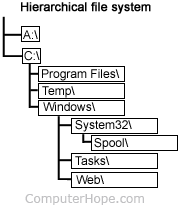 Hierarchical file system
A:\
C:\
Program Files\
Temp\
Windows\
System32\
Spool\
Tasks\
Web\
ComputerHope.com